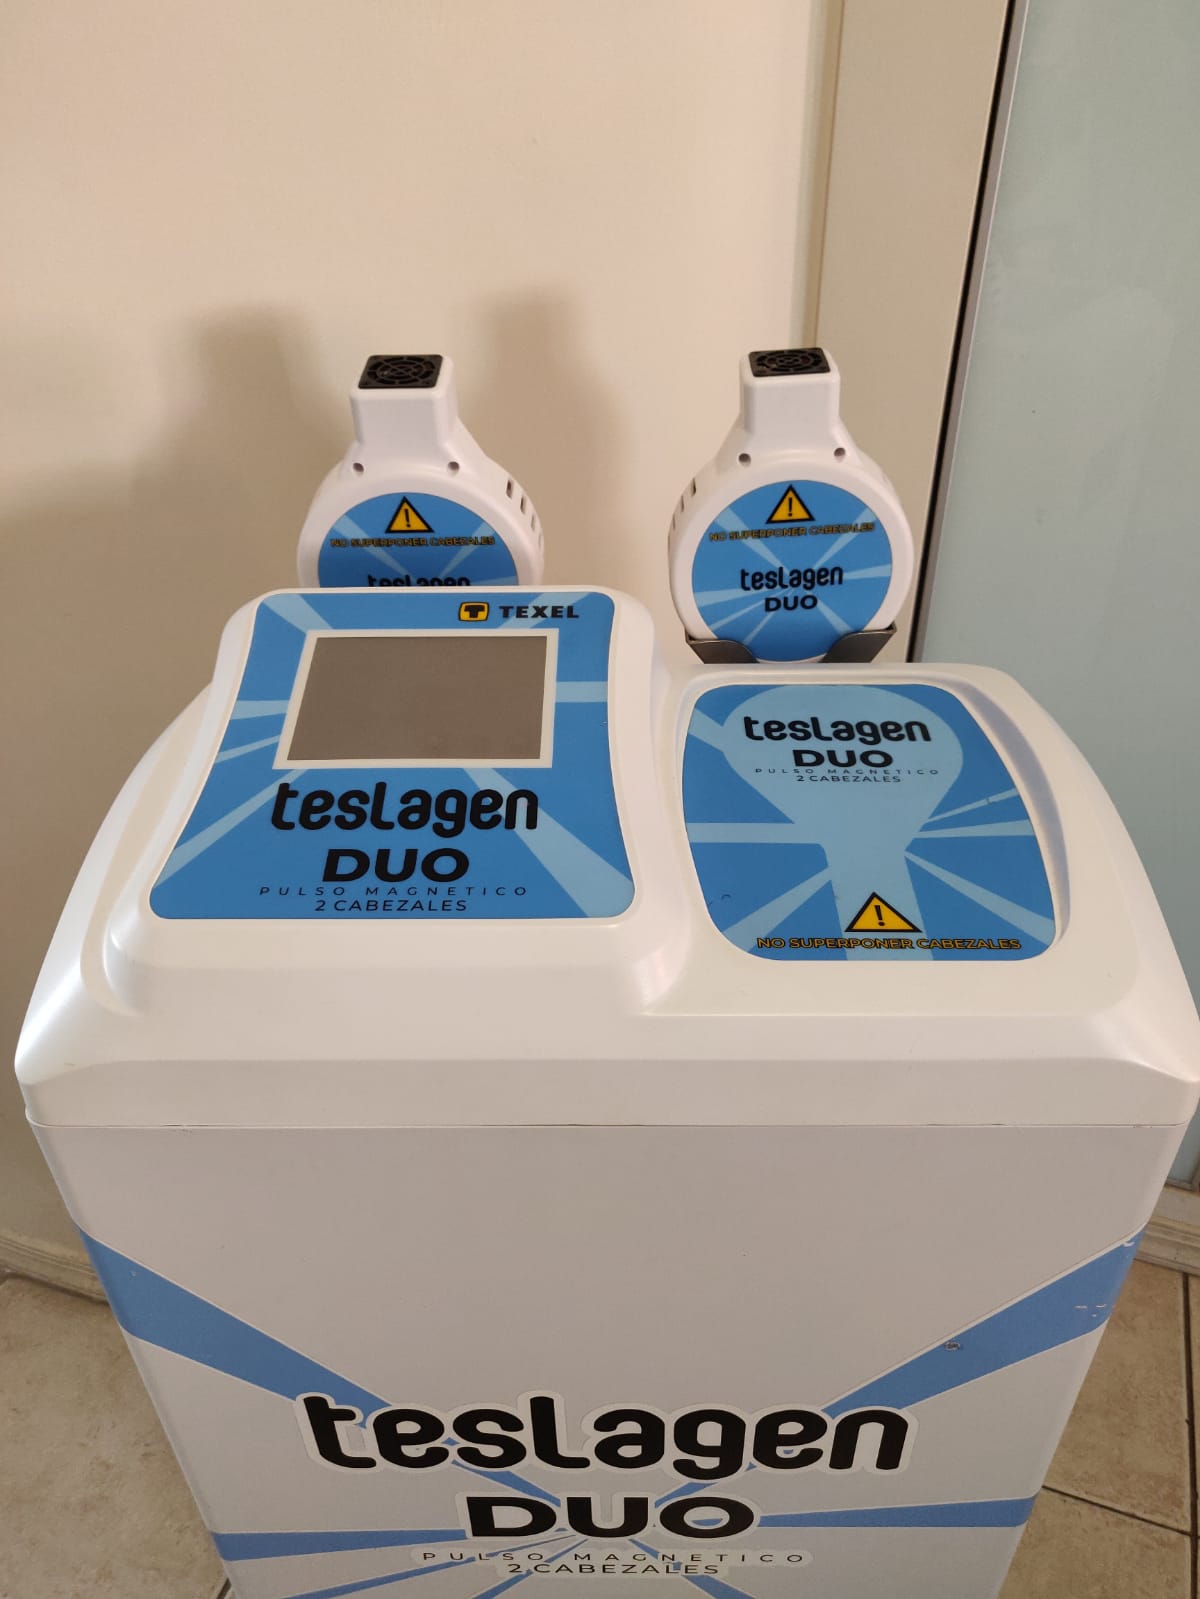 NO SUPERPONER CABEZALES
teslagen
NO SUPERPONER CABEZALES
teslagen
DUO
TEXEL
teslagen
DUO
PULSO MAGNETICO
2 CABEZALES
teslagen
DUO
PULSO MAGNETICO
2 CABEZALES
NO SUPERPONER CABEZALES
teslagen
DUO
PULSO MAGNETICO
2 CABEZALES